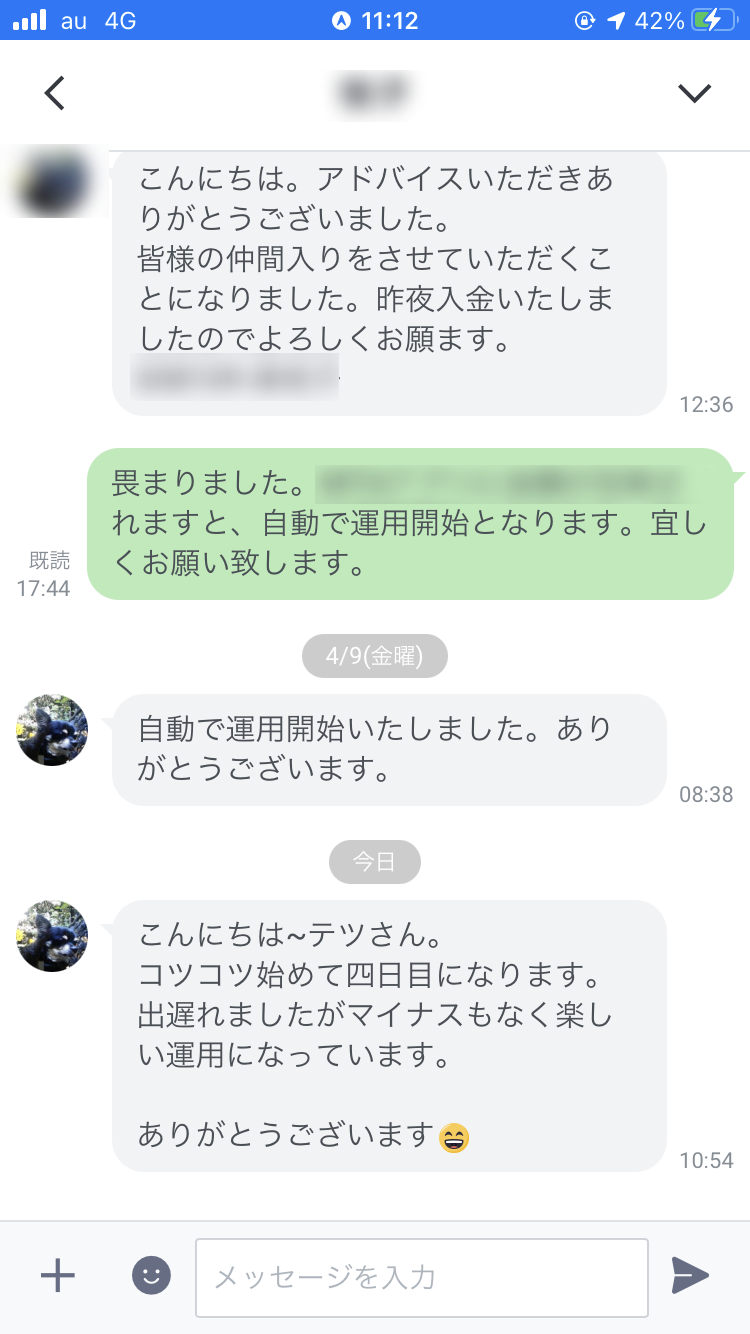 au 4G 11:12 42%
こんにちは。アドバイスいただきあ
りがとうございました。
皆様の仲間入りをさせていただくこ
とになりました。昨夜入金いたしま
したのでよろしくお願ます。
12:36
畏まりました。
れますと、自動で運用開始となります。宜し
くお願い致します。
既読
17:44
4/9(金曜)
自動で運用開始いたしました。あり
がとうございます。
08:38
今日
こんにちは~テツさん。
コツコツ始めて四日目になります。
出遅れましたがマイナスもなく楽し
い運用になっています。
ありがとうございます😄
10:54
メッセージを入力